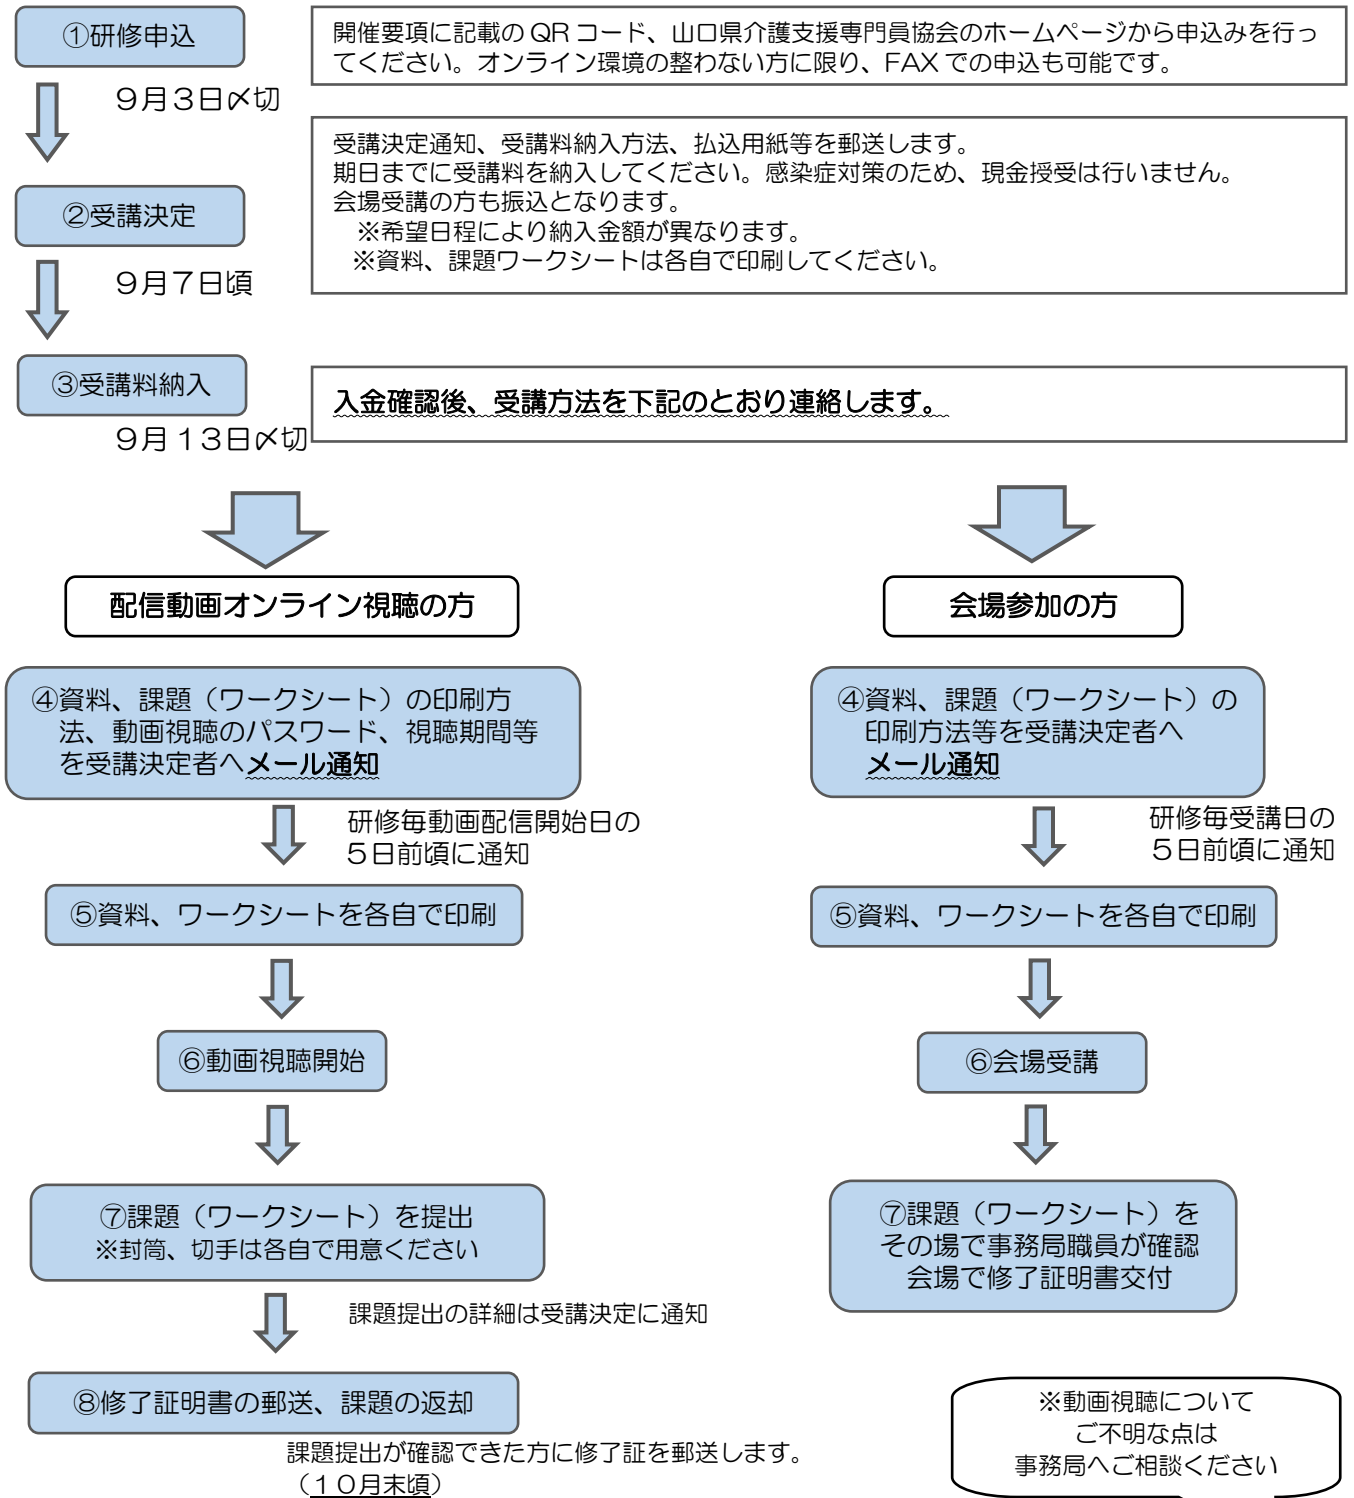 ①研修申込
開催要項に記載の QR コード、山口県介護支援専門員協会のホームページから申込みを行っ
てください。オンライン環境の整わない方に限り、FAX での申込も可能です。
９月３日〆切
受講決定通知、受講料納入方法、払込用紙等を郵送します。
期日までに受講料を納入してください。感染症対策のため、現金授受は行いません。
会場受講の方も振込となります。
※希望日程により納入金額が異なります。
※資料、課題ワークシートは各自で印刷してください。
②受講決定
９月７日頃
③受講料納入
入金確認後、受講方法を下記のとおり連絡します。
９月１３日〆切
配信動画オンライン視聴の方
④資料、課題（ワークシート）の印刷方
法、動画視聴のパスワード、視聴期間等
を受講決定者へメール通知
研修毎動画配信開始日の
５日前頃に通知
⑤資料、ワークシートを各自で印刷
⑥動画視聴開始
⑦課題（ワークシート）を提出
※封筒、切手は各自で用意ください
課題提出の詳細は受講決定に通知
⑧修了証明書の郵送、課題の返却
課題提出が確認できた方に修了証を郵送します。
（１０月末頃）
会場参加の方
④資料、課題（ワークシート）の
印刷方法等を受講決定者へ
メール通知
研修毎受講日の
５日前頃に通知
⑤資料、ワークシートを各自で印刷
⑥会場受講
⑦課題（ワークシート）を
その場で事務局職員が確認
会場で修了証明書交付
※動画視聴について
ご不明な点は
事務局へご相談ください